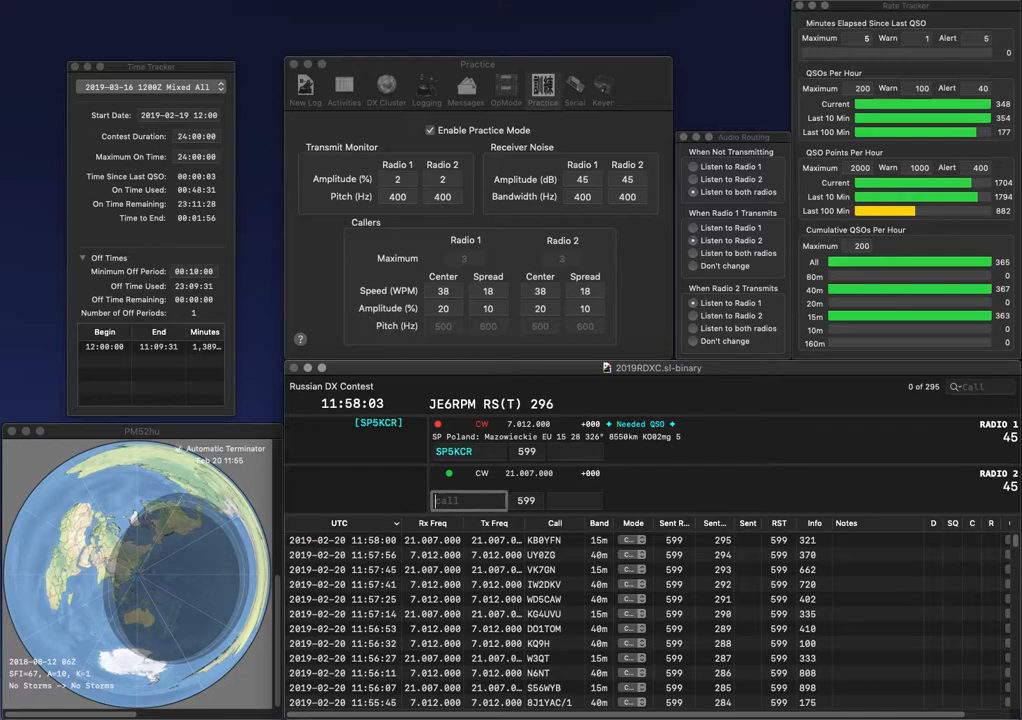 Time Tracker
2019-03-16 1200Z Mixed All
Start Date: 2019-02-19 12:00
Contest Duration: 24:00:00
Maximum On Time: 24:00:00
Time Since Last QSO: 00:00:03
On Time Used: 00:48:31
On Time Remaining: 23:11:28
Time to End: 00:01:56
Off Times
Minimum Off Period: 00:10:00
Off Time Used: 23:09:31
Off Time Remaining: 00:00:00
Number of Off Periods: 1
Begin End Minutes
12:00:00 11:09:31 1,389...
Practice
New Log Activities DX Cluster Logging Messages OpMode Practice Serial Keyer
Enable Practice Mode
Transmit Monitor
Radio 1 Radio 2
Amplitude (%) 2 2
Pitch (Hz) 400 400
Receiver Noise
Radio 1 Radio 2
Amplitude (dB) 45 45
Bandwidth (Hz) 400 400
Callers
Radio 1 Radio 2
Maximum 3 3
Center Spread Center Spread
Speed (WPM) 38 18 38 18
Amplitude (%) 20 10 20 10
Pitch (Hz) 500 600 500 600
?
Audio Routing
When Not Transmitting
Listen to Radio 1
Listen to Radio 2
Listen to both radios
When Radio 1 Transmits
Listen to Radio 1
Listen to Radio 2
Listen to both radios
Don't change
When Radio 2 Transmits
Listen to Radio 1
Listen to Radio 2
Listen to both radios
Don't change
Rate Tracker
Minutes Elapsed Since Last QSO
Maximum 5 Warn 1 Alert 5
0
QSOs Per Hour
Maximum 200 Warn 100 Alert 40
Current 348
Last 10 Min 354
Last 100 Min 177
QSO Points Per Hour
Maximum 2000 Warn 1000 Alert 400
Current 1704
Last 10 Min 1794
Last 100 Min 882
Cumulative QSOs Per Hour
Maximum 200
All 365
80m 0
40m 367
20m 0
15m 363
10m 0
160m 0
PM52hu
Automatic Terminator
Feb 20 11:55
2018-08-12 06Z
SFI=67, A=10, K=1
No Storms -> No Storms
2019RDXC.sl-binary
Russian DX Contest
0 of 295
Call
11:58:03 JE6RPM RS(T) 296
[SP5KCR] CW 7.012.000 +000 ✦ Needed QSO ✦ RADIO 1
SP Poland: Mazowieckie EU 15 28 326° 8550km KO02mg 5 45
SP5KCR 599
CW 21.007.000 +000 RADIO 2
45
call 599
UTC Rx Freq Tx Freq Call Band Mode Sent R... Sent... Sent RST Info Notes D SQ C R
2019-02-20 11:58:00 21.007.000 21.007.0... KB0YFN 15m C... 599 295 599 321
2019-02-20 11:57:56 7.012.000 7.012.000 UY0ZG 40m C... 599 294 599 370
2019-02-20 11:57:45 21.007.000 21.007.0... VK7GN 15m C... 599 293 599 662
2019-02-20 11:57:41 7.012.000 7.012.000 IW2DKV 40m C... 599 292 599 720
2019-02-20 11:57:25 7.012.000 7.012.000 WD5CAW 40m C... 599 291 599 402
2019-02-20 11:57:14 21.007.000 21.007.0... KG4UVU 15m C... 599 290 599 335
2019-02-20 11:56:53 7.012.000 7.012.000 DO1TOM 40m C... 599 289 599 410
2019-02-20 11:56:43 7.012.000 7.012.000 KQ9H 40m C... 599 288 599 100
2019-02-20 11:56:27 21.007.000 21.007.0... W3QT 15m C... 599 287 599 333
2019-02-20 11:56:11 7.012.000 7.012.000 N6NT 40m C... 599 286 599 808
2019-02-20 11:56:07 21.007.000 21.007.0... S56WYB 15m C... 599 285 599 898
2019-02-20 11:55:45 21.007.000 21.007.0... 8J1YAC/1 15m C... 599 284 599 175